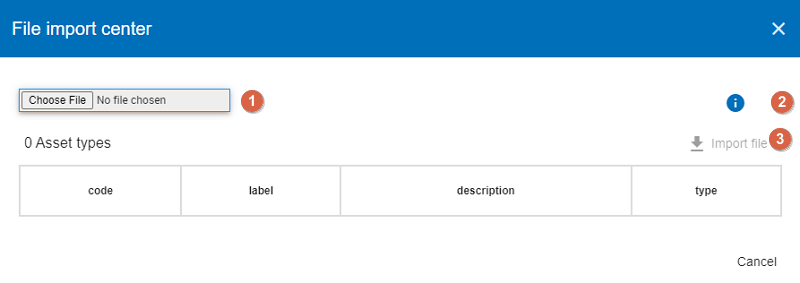 File import center
Choose File No file chosen 1 i 2
0 Asset types Import file 3
code label description type
Cancel